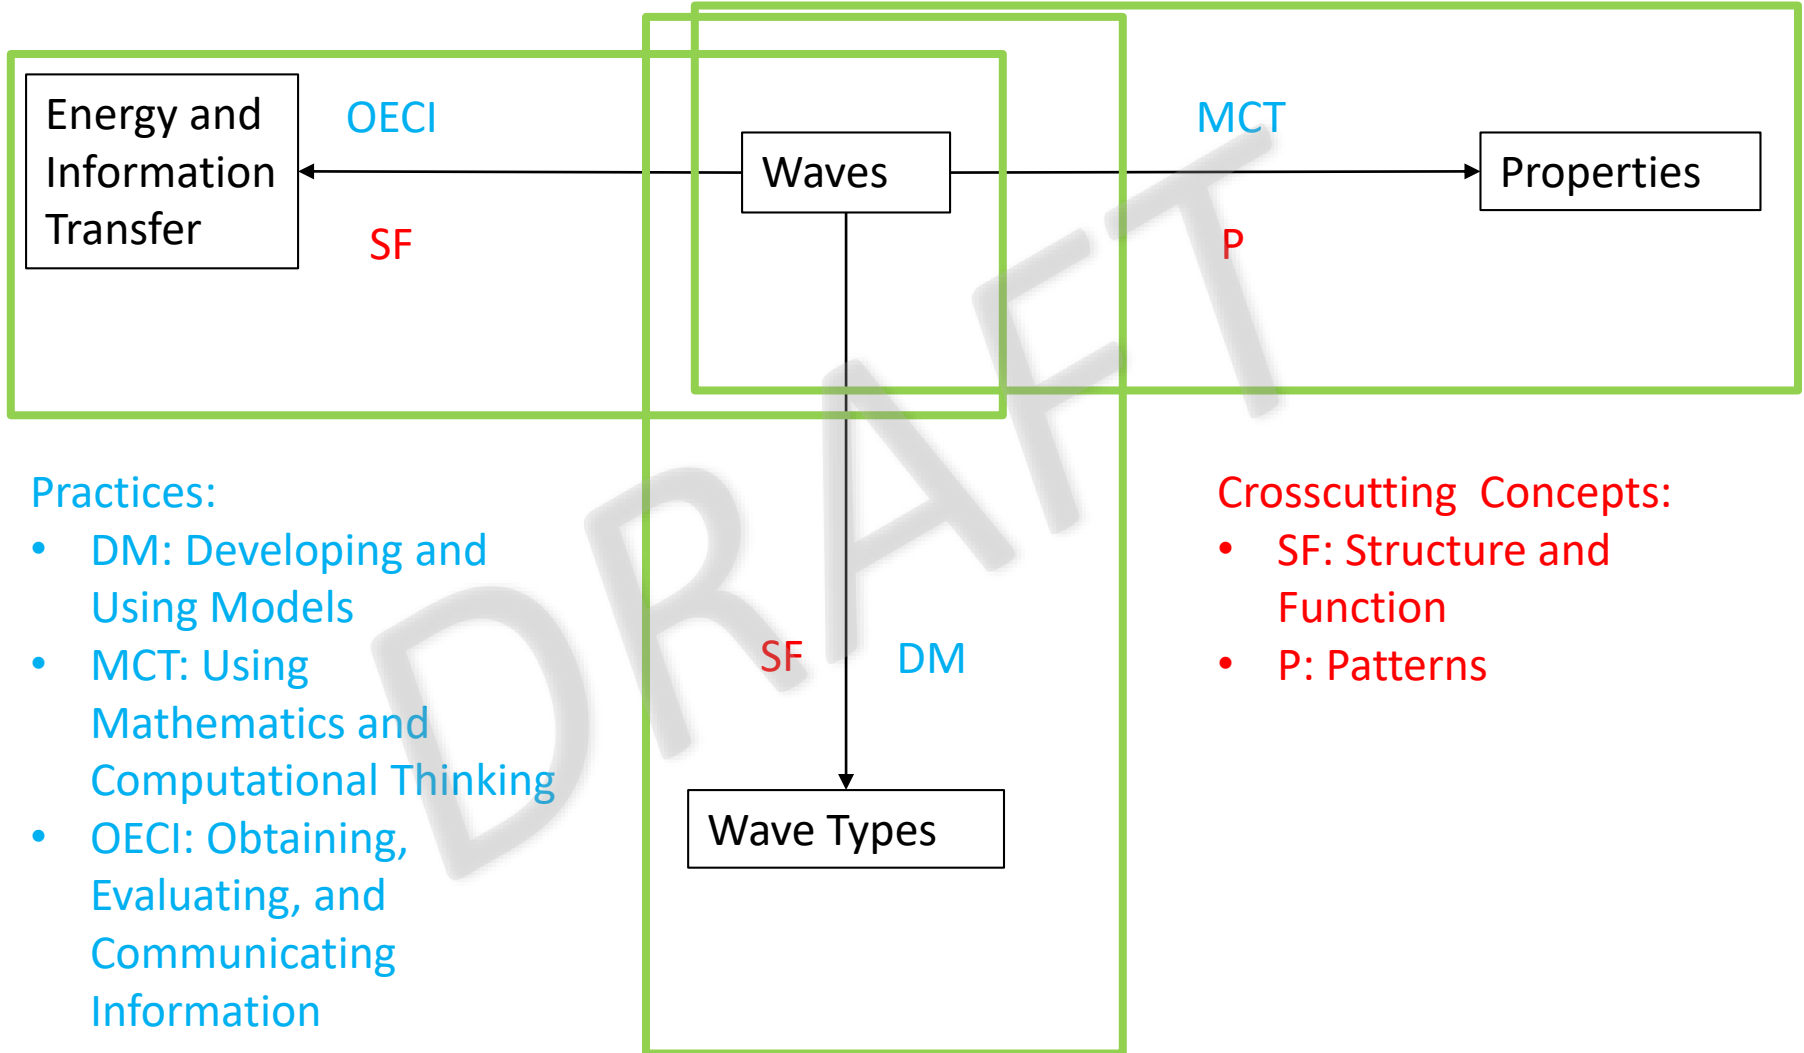 Energy and
Information
Transfer
OECI
SF
Waves
MCT
P
Properties
SF
DM
Wave Types
Practices:
• DM: Developing and
Using Models
• MCT: Using
Mathematics and
Computational Thinking
• OECI: Obtaining,
Evaluating, and
Communicating
Information
Crosscutting Concepts:
• SF: Structure and
Function
• P: Patterns
DRAFT